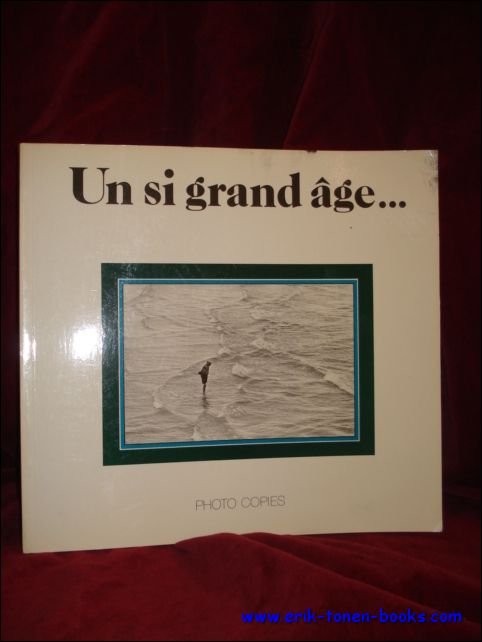 Un si grand âge...
PHOTO COPIES
www.erik-tonen-books.com